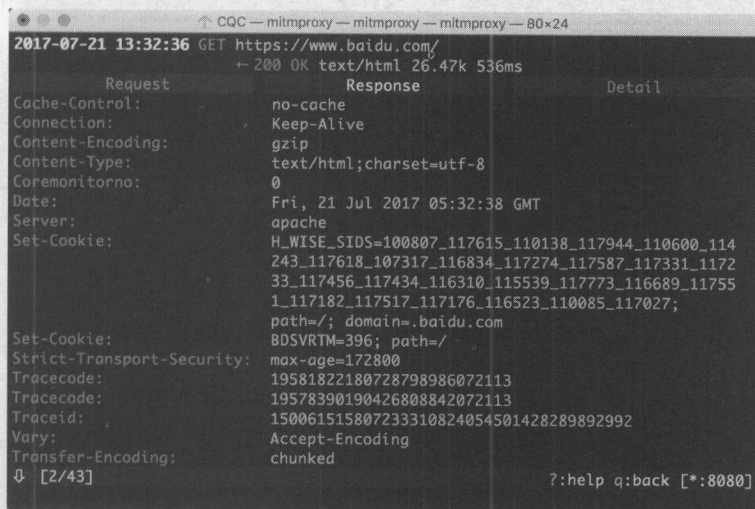 CQC — mitmproxy — mitmproxy — mitmproxy — 80×24
2017-07-21 13:32:36 GET https://www.baidu.com/
← 200 OK text/html 26.47k 536ms
Request Response Detail
Cache-Control: no-cache
Connection: Keep-Alive
Content-Encoding: gzip
Content-Type: text/html;charset=utf-8
Coremonitorno: 0
Date: Fri, 21 Jul 2017 05:32:38 GMT
Server: apache
Set-Cookie: H_WISE_SIDS=100807_117615_110138_117944_110600_114
243_117618_107317_116834_117274_117587_117331_1172
33_117456_117434_116310_115539_117773_116689_11755
1_117182_117517_117176_116523_110085_117027;
path=/; domain=.baidu.com
Set-Cookie: BDSVRTM=396; path=/
Strict-Transport-Security: max-age=172800
Tracecode: 19581822180728798986072113
Tracecode: 19578390190426808842072113
Traceid: 150061515807233310824054501428289892992
Vary: Accept-Encoding
Transfer-Encoding: chunked
⇩ [2/43] ?:help q:back [*:8080]